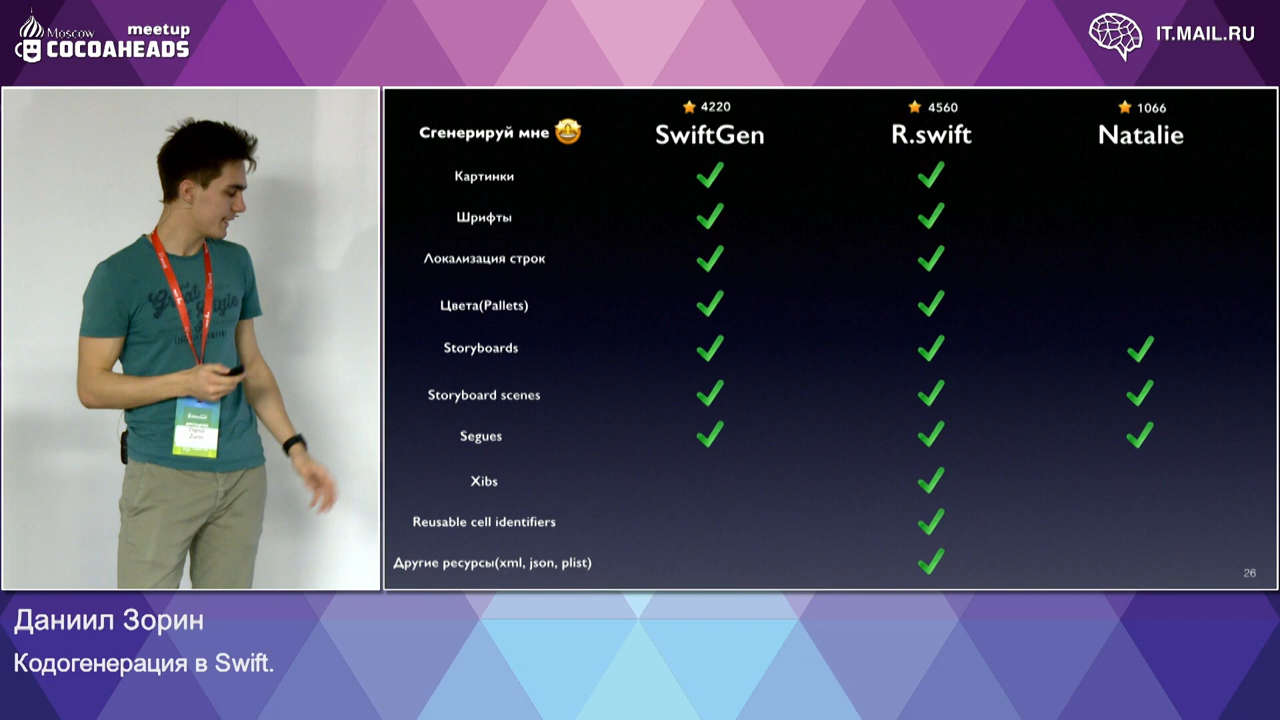 Moscow
meetup
COCOAHEADS
IT.MAIL.RU
4220
4560
1066
Сгенерируй мне
SwiftGen
R.swift
Natalie
Картинки
Шрифты
Локализация строк
Цвета(Pallets)
Storyboards
Storyboard scenes
Segues
Xibs
Reusable cell identifiers
Другие ресурсы(xml, json, plist)
26
Great
Style
Даниил Зорин
Кодогенерация в Swift.